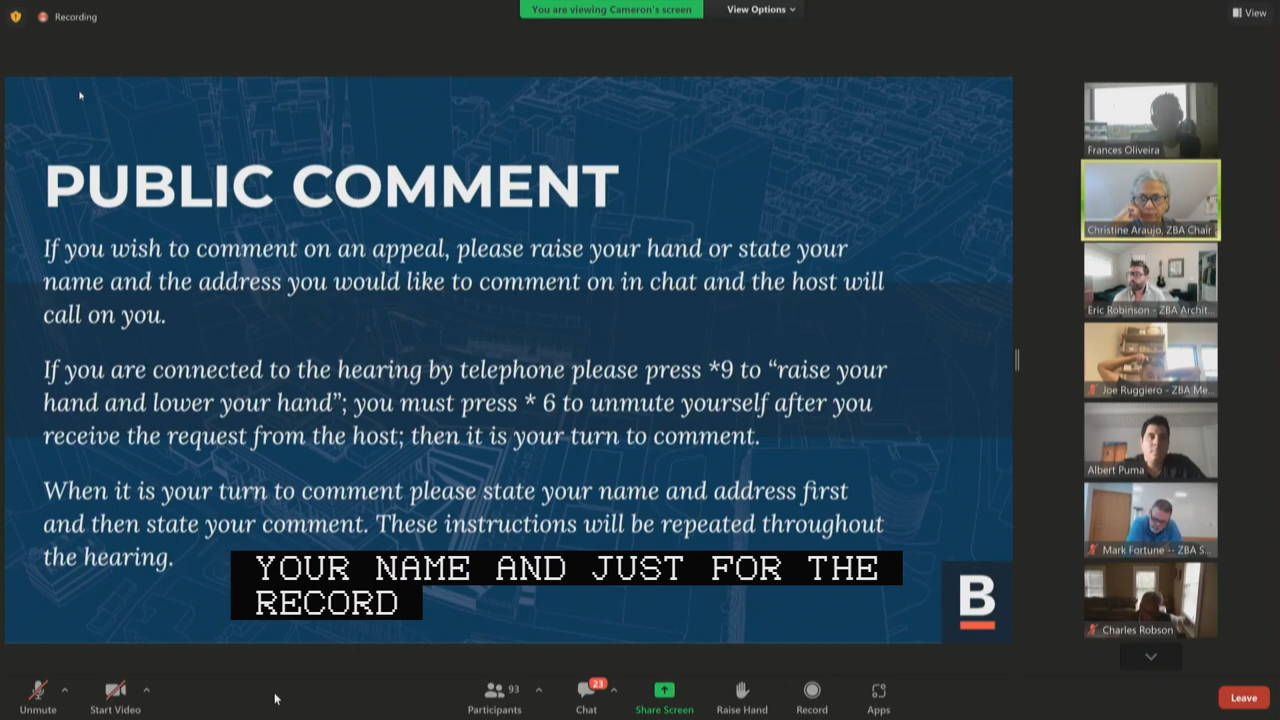 Recording
You are viewing Cameron's screen
View Options
View
PUBLIC COMMENT
If you wish to comment on an appeal, please raise your hand or state your
name and the address you would like to comment on in chat and the host will
call on you.
If you are connected to the hearing by telephone please press *9 to “raise your
hand and lower your hand”; you must press * 6 to unmute yourself after you
receive the request from the host; then it is your turn to comment.
When it is your turn to comment please state your name and address first
and then state your comment. These instructions will be repeated throughout
the hearing.
YOUR NAME AND JUST FOR THE
RECORD
B
Frances Oliveira
Christine Araujo, ZBA Chair
Eric Robinson - ZBA Archit...
Joe Ruggiero - ZBA Me...
Albert Puma
Mark Fortune -- ZBA S...
Charles Robson
Unmute
Start Video
93
Participants
23
Chat
Share Screen
Raise Hand
Record
Apps
Leave